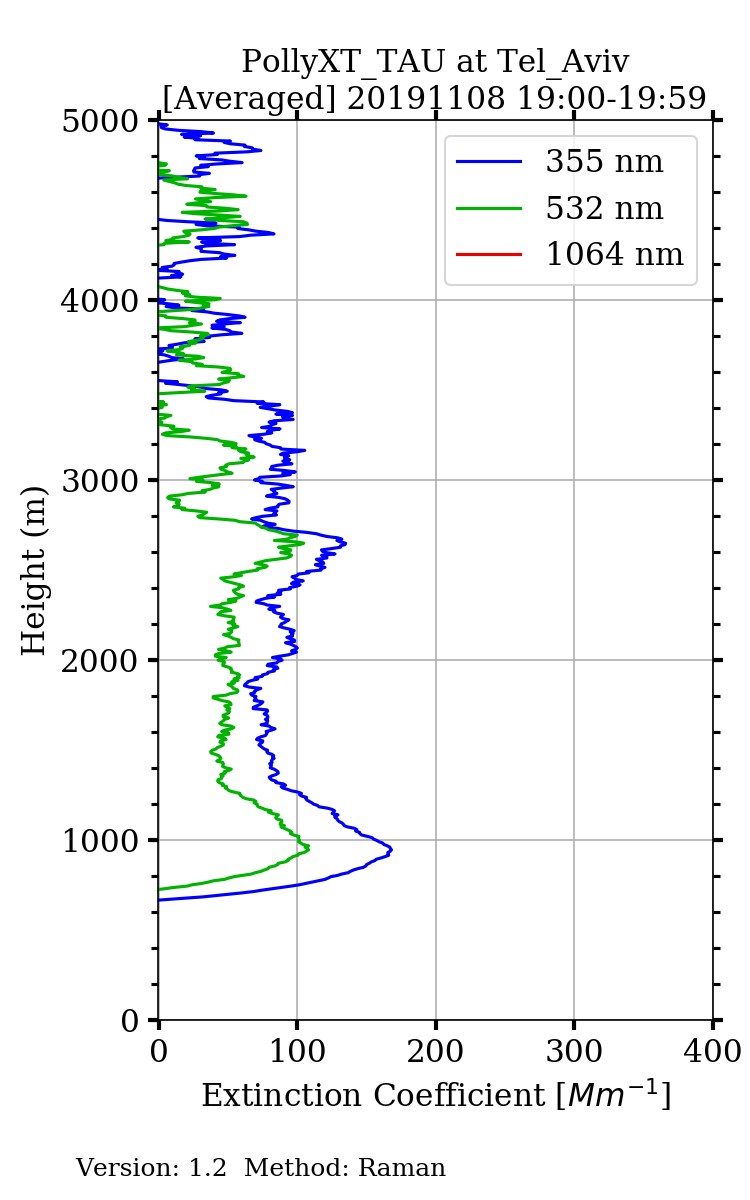 PollyXT_TAU at Tel_Aviv
[Averaged] 20191108 19:00-19:59
355 nm
532 nm
1064 nm
5000
4000
3000
2000
1000
0
Height (m)
0 100 200 300 400
Extinction Coefficient [Mm⁻¹]
Version: 1.2 Method: Raman